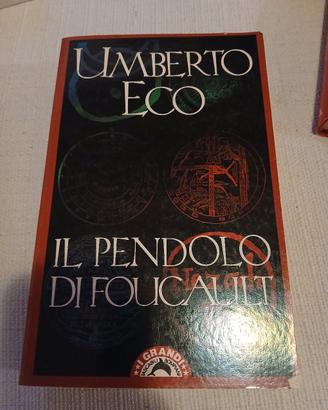 UMBERTO
ECO
IL PENDOLO
DI FOUCAULT
I GRANDI